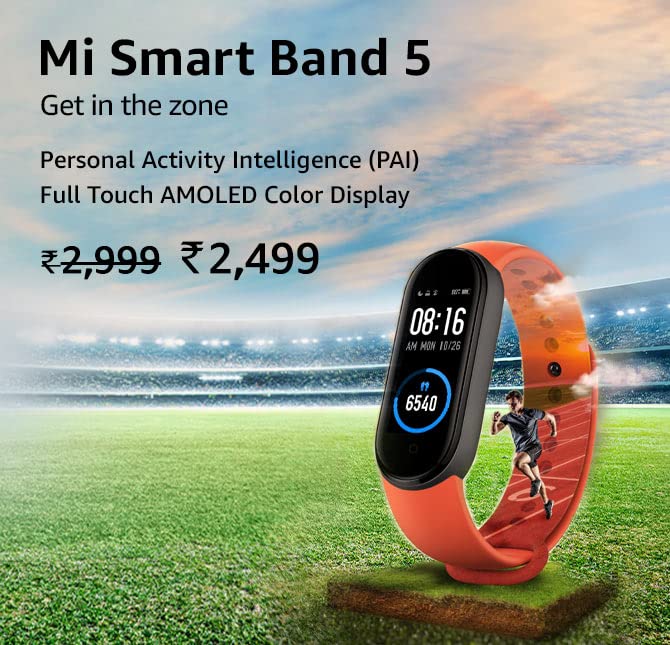 Mi Smart Band 5
Get in the zone
Personal Activity Intelligence (PAI)
Full Touch AMOLED Color Display
₹2,999 ₹2,499
08:16
AM MON 10/26
6540